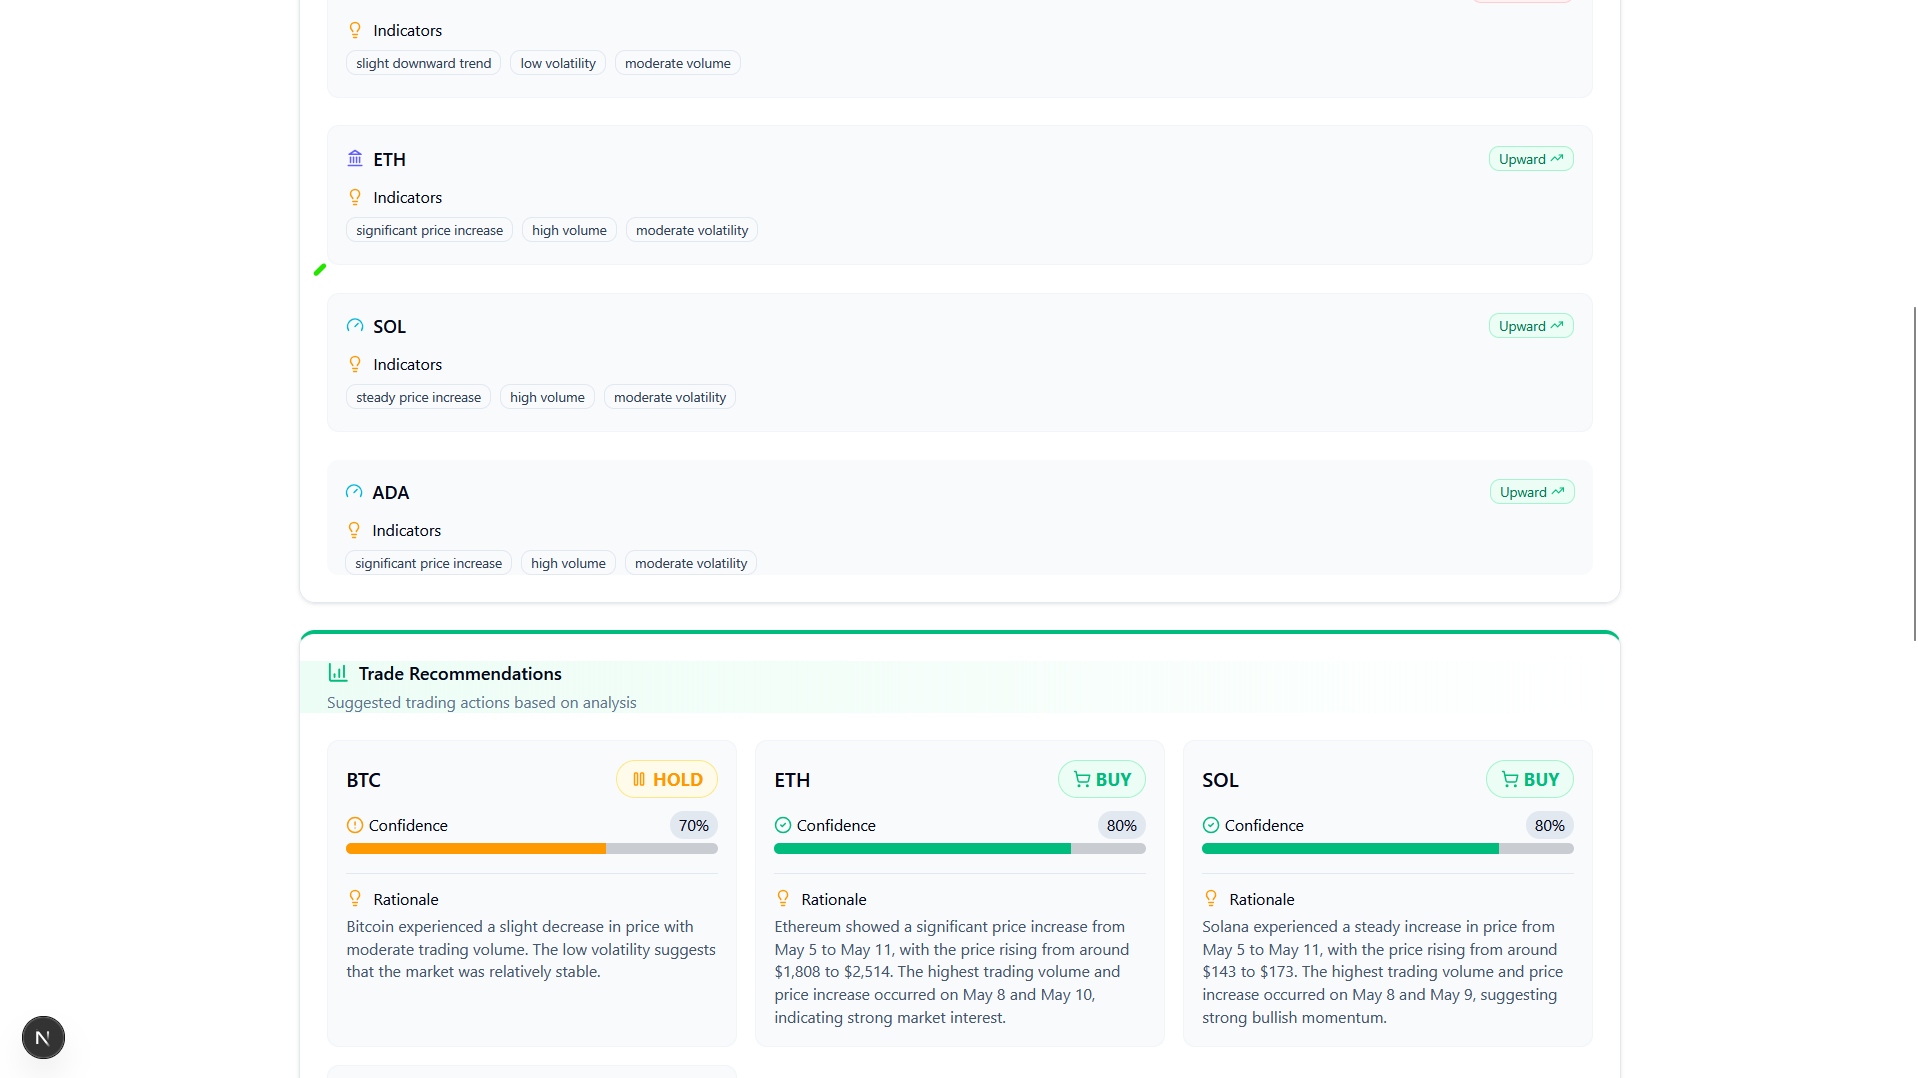 Indicators
slight downward trend low volatility moderate volume
ETH Upward
Indicators
significant price increase high volume moderate volatility
SOL Upward
Indicators
steady price increase high volume moderate volatility
ADA Upward
Indicators
significant price increase high volume moderate volatility
Trade Recommendations
Suggested trading actions based on analysis
BTC HOLD
Confidence 70%
Rationale
Bitcoin experienced a slight decrease in price with
moderate trading volume. The low volatility suggests
that the market was relatively stable.
ETH BUY
Confidence 80%
Rationale
Ethereum showed a significant price increase from
May 5 to May 11, with the price rising from around
$1,808 to $2,514. The highest trading volume and
price increase occurred on May 8 and May 10,
indicating strong market interest.
SOL BUY
Confidence 80%
Rationale
Solana experienced a steady increase in price from
May 5 to May 11, with the price rising from around
$143 to $173. The highest trading volume and price
increase occurred on May 8 and May 9, suggesting
strong bullish momentum.
N